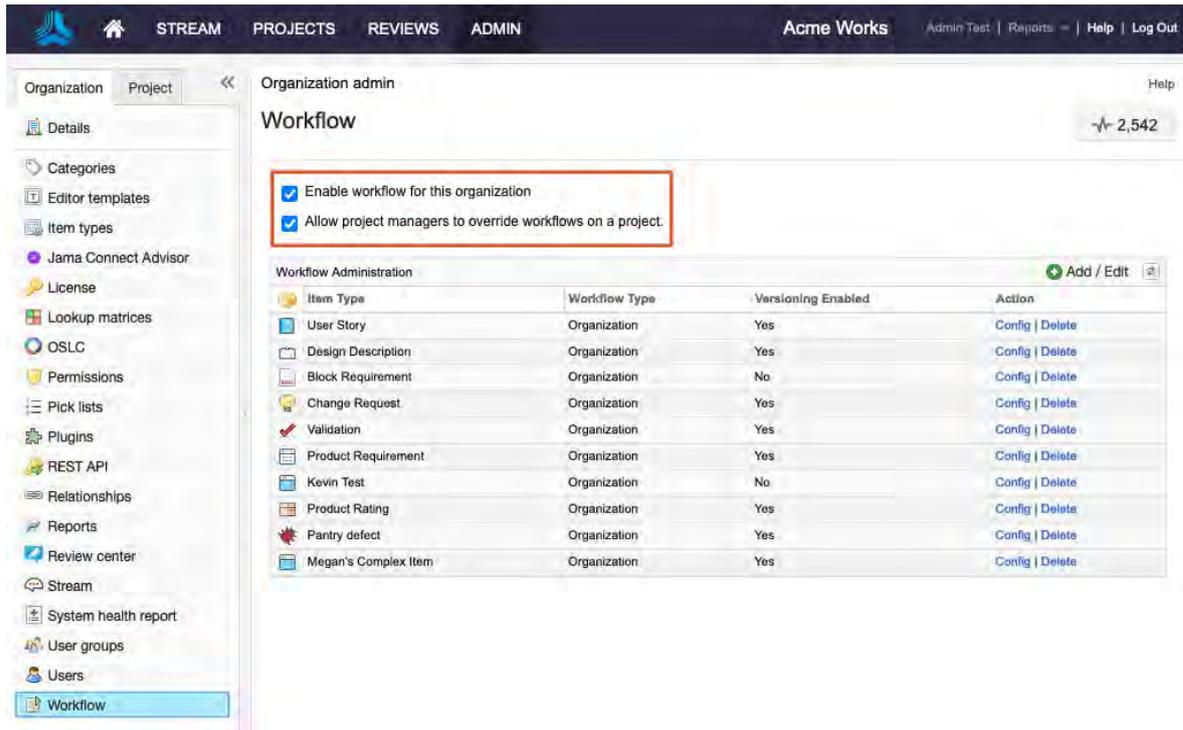 STREAM PROJECTS REVIEWS ADMIN Acme Works Admin Test | Reports | Help | Log Out
Organization Project «
Details
Categories
Editor templates
Item types
Jama Connect Advisor
License
Lookup matrices
OSLC
Permissions
Pick lists
Plugins
REST API
Relationships
Reports
Review center
Stream
System health report
User groups
Users
Workflow
Organization admin Help
Workflow 2,542
Enable workflow for this organization
Allow project managers to override workflows on a project.
Workflow Administration Add / Edit
Item Type Workflow Type Versioning Enabled Action
User Story Organization Yes Config | Delete
Design Description Organization Yes Config | Delete
Block Requirement Organization No Config | Delete
Change Request Organization Yes Config | Delete
Validation Organization Yes Config | Delete
Product Requirement Organization Yes Config | Delete
Kevin Test Organization No Config | Delete
Product Rating Organization Yes Config | Delete
Pantry defect Organization Yes Config | Delete
Megan's Complex Item Organization Yes Config | Delete